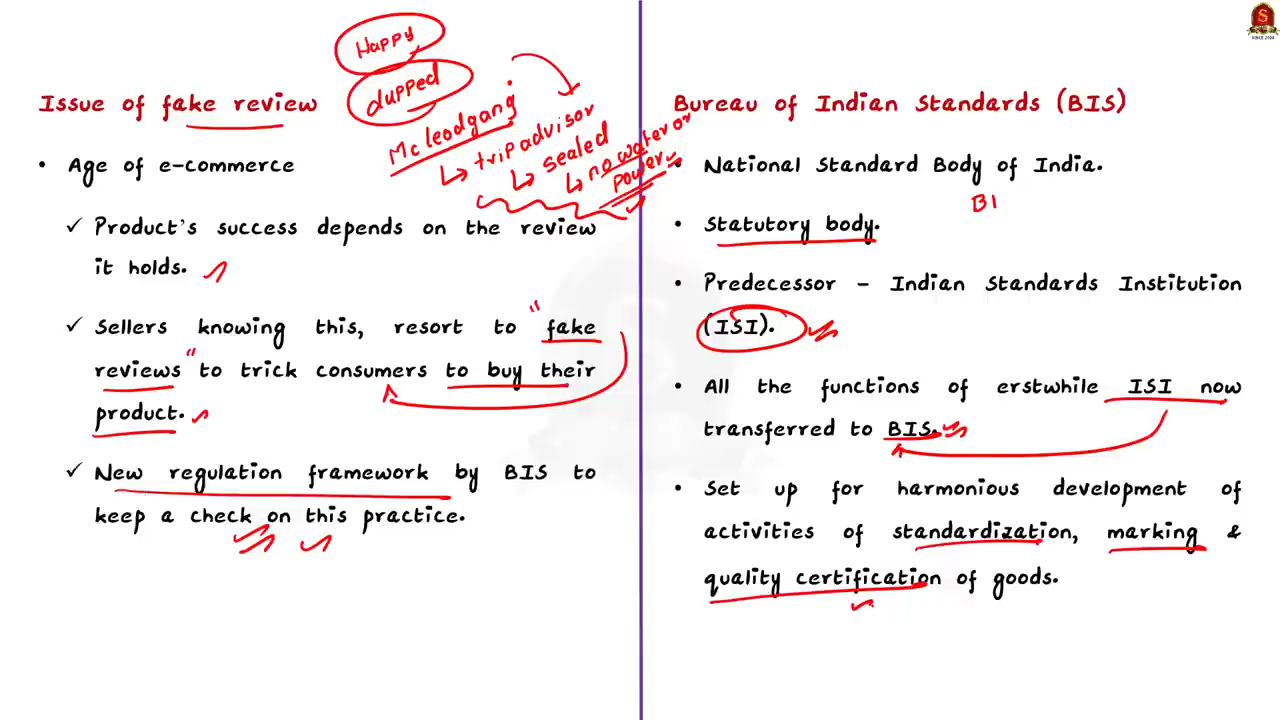 Happy
dupped
Mcleodgang
tripadvisor
sealed
no water or
power
Issue of fake review
• Age of e-commerce
✓ Product's success depends on the review
it holds.
✓ Sellers knowing this, resort to "fake
reviews" to trick consumers to buy their
product.
✓ New regulation framework by BIS to
keep a check on this practice.
S
SINCE 2004
Bureau of Indian Standards (BIS)
• National Standard Body of India.
BI
• Statutory body.
• Predecessor – Indian Standards Institution
(ISI).
• All the functions of erstwhile ISI now
transferred to BIS.
• Set up for harmonious development of
activities of standardization, marking &
quality certification of goods.